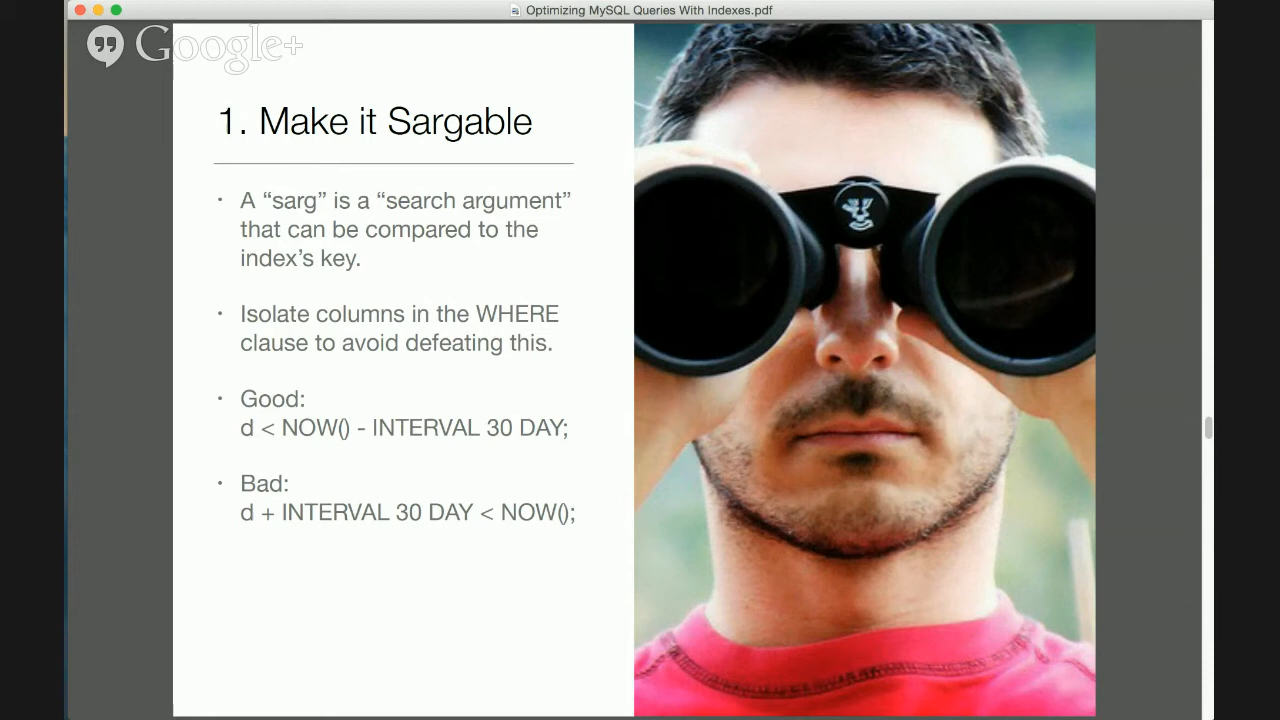 Optimizing MySQL Queries With Indexes.pdf
Google+
1. Make it Sargable
• A “sarg” is a “search argument”
that can be compared to the
index’s key.
• Isolate columns in the WHERE
clause to avoid defeating this.
• Good:
d < NOW() - INTERVAL 30 DAY;
• Bad:
d + INTERVAL 30 DAY < NOW();